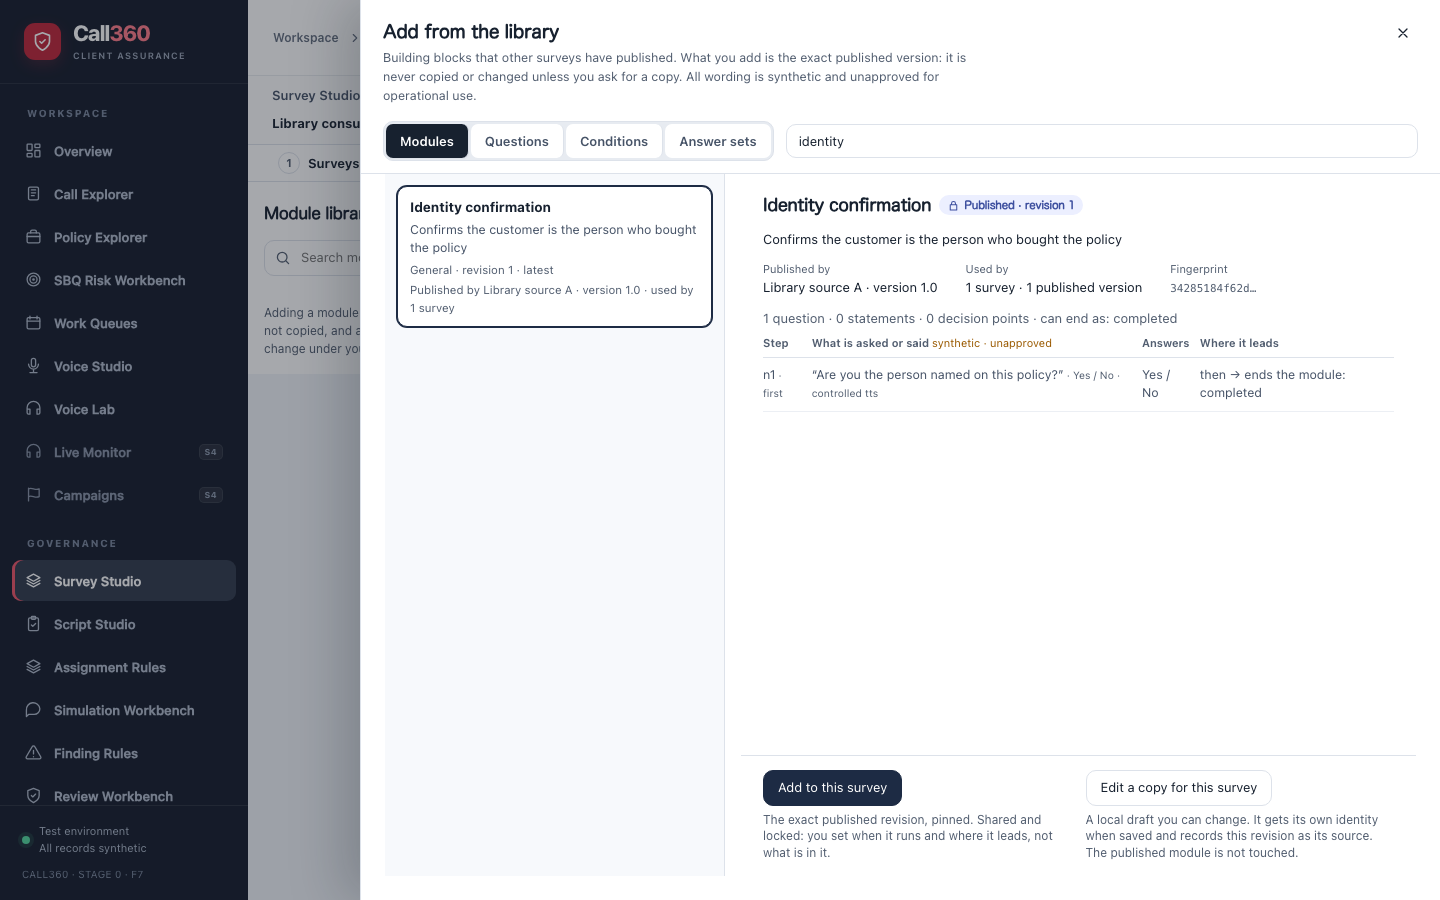 Call360
CLIENT ASSURANCE
WORKSPACE
Overview
Call Explorer
Policy Explorer
SBQ Risk Workbench
Work Queues
Voice Studio
Voice Lab
Live Monitor S4
Campaigns S4
GOVERNANCE
Survey Studio
Script Studio
Assignment Rules
Simulation Workbench
Finding Rules
Review Workbench
Test environment
All records synthetic
CALL360 · STAGE 0 · F7
Workspace
Survey Studio
Library consu
1 Surveys
Module librar
Search mo
Adding a module
not copied, and a
change under you
Add from the library
Building blocks that other surveys have published. What you add is the exact published version: it is
never copied or changed unless you ask for a copy. All wording is synthetic and unapproved for
operational use.
Modules Questions Conditions Answer sets identity
Identity confirmation
Confirms the customer is the person who bought
the policy
General · revision 1 · latest
Published by Library source A · version 1.0 · used by
1 survey
Identity confirmation Published · revision 1
Confirms the customer is the person who bought the policy
Published by Used by Fingerprint
Library source A · version 1.0 1 survey · 1 published version 34285184f62d…
1 question · 0 statements · 0 decision points · can end as: completed
Step What is asked or said synthetic · unapproved Answers Where it leads
n1 · “Are you the person named on this policy?” · Yes / No · Yes / then → ends the module:
first controlled tts No completed
Add to this survey
The exact published revision, pinned. Shared and
locked: you set when it runs and where it leads, not
what is in it.
Edit a copy for this survey
A local draft you can change. It gets its own identity
when saved and records this revision as its source.
The published module is not touched.